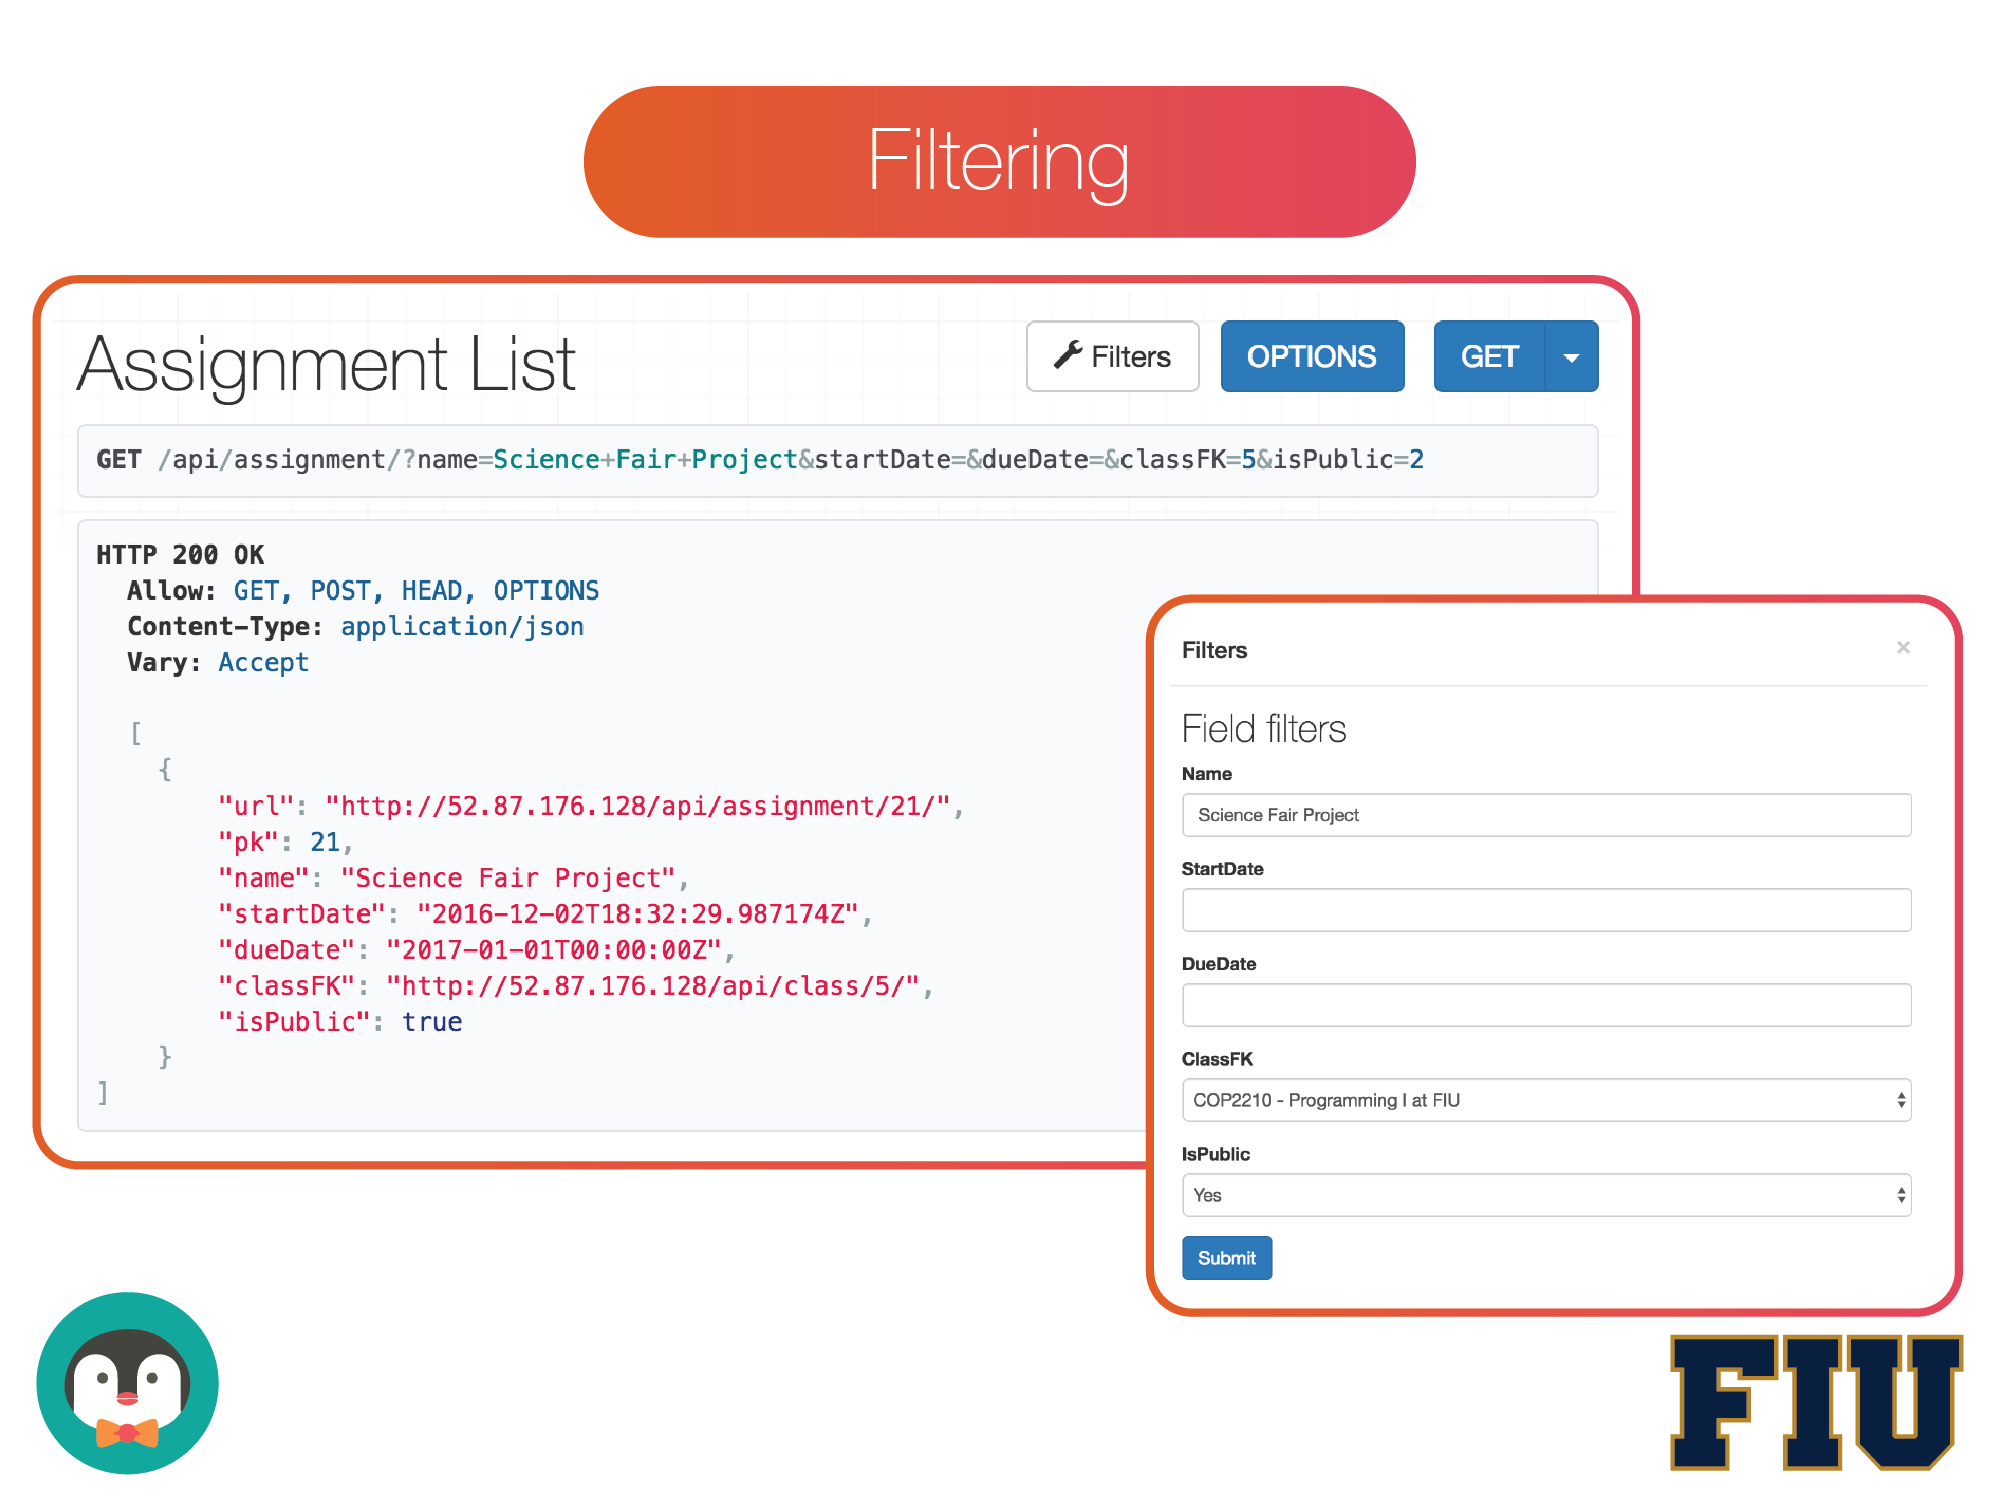 Filtering
Assignment List
Filters
OPTIONS
GET
GET /api/assignment/?name=Science+Fair+Project&startDate=&dueDate=&classFK=5&isPublic=2
HTTP 200 OK
Allow: GET, POST, HEAD, OPTIONS
Content-Type: application/json
Vary: Accept
[
{
"url": "http://52.87.176.128/api/assignment/21/",
"pk": 21,
"name": "Science Fair Project",
"startDate": "2016-12-02T18:32:29.987174Z",
"dueDate": "2017-01-01T00:00:00Z",
"classFK": "http://52.87.176.128/api/class/5/",
"isPublic": true
}
]
Filters ×
Field filters
Name
Science Fair Project
StartDate
DueDate
ClassFK
COP2210 - Programming I at FIU
IsPublic
Yes
Submit
FIU